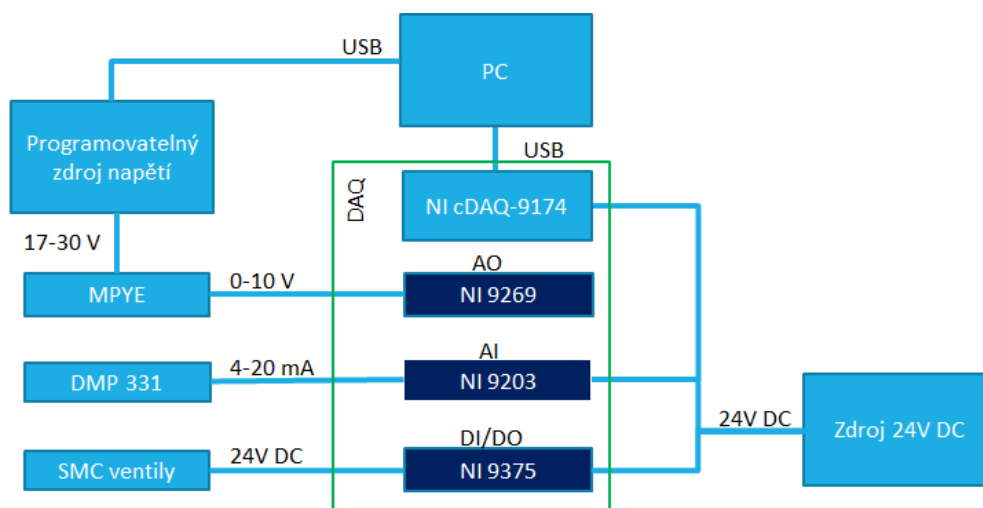 USB
PC
Programovatelný
zdroj napětí
USB
DAQ
NI cDAQ-9174
17-30 V
AO
MPYE
0-10 V
NI 9269
AI
DMP 331
4-20 mA
NI 9203
24V DC
Zdroj 24V DC
DI/DO
SMC ventily
24V DC
NI 9375